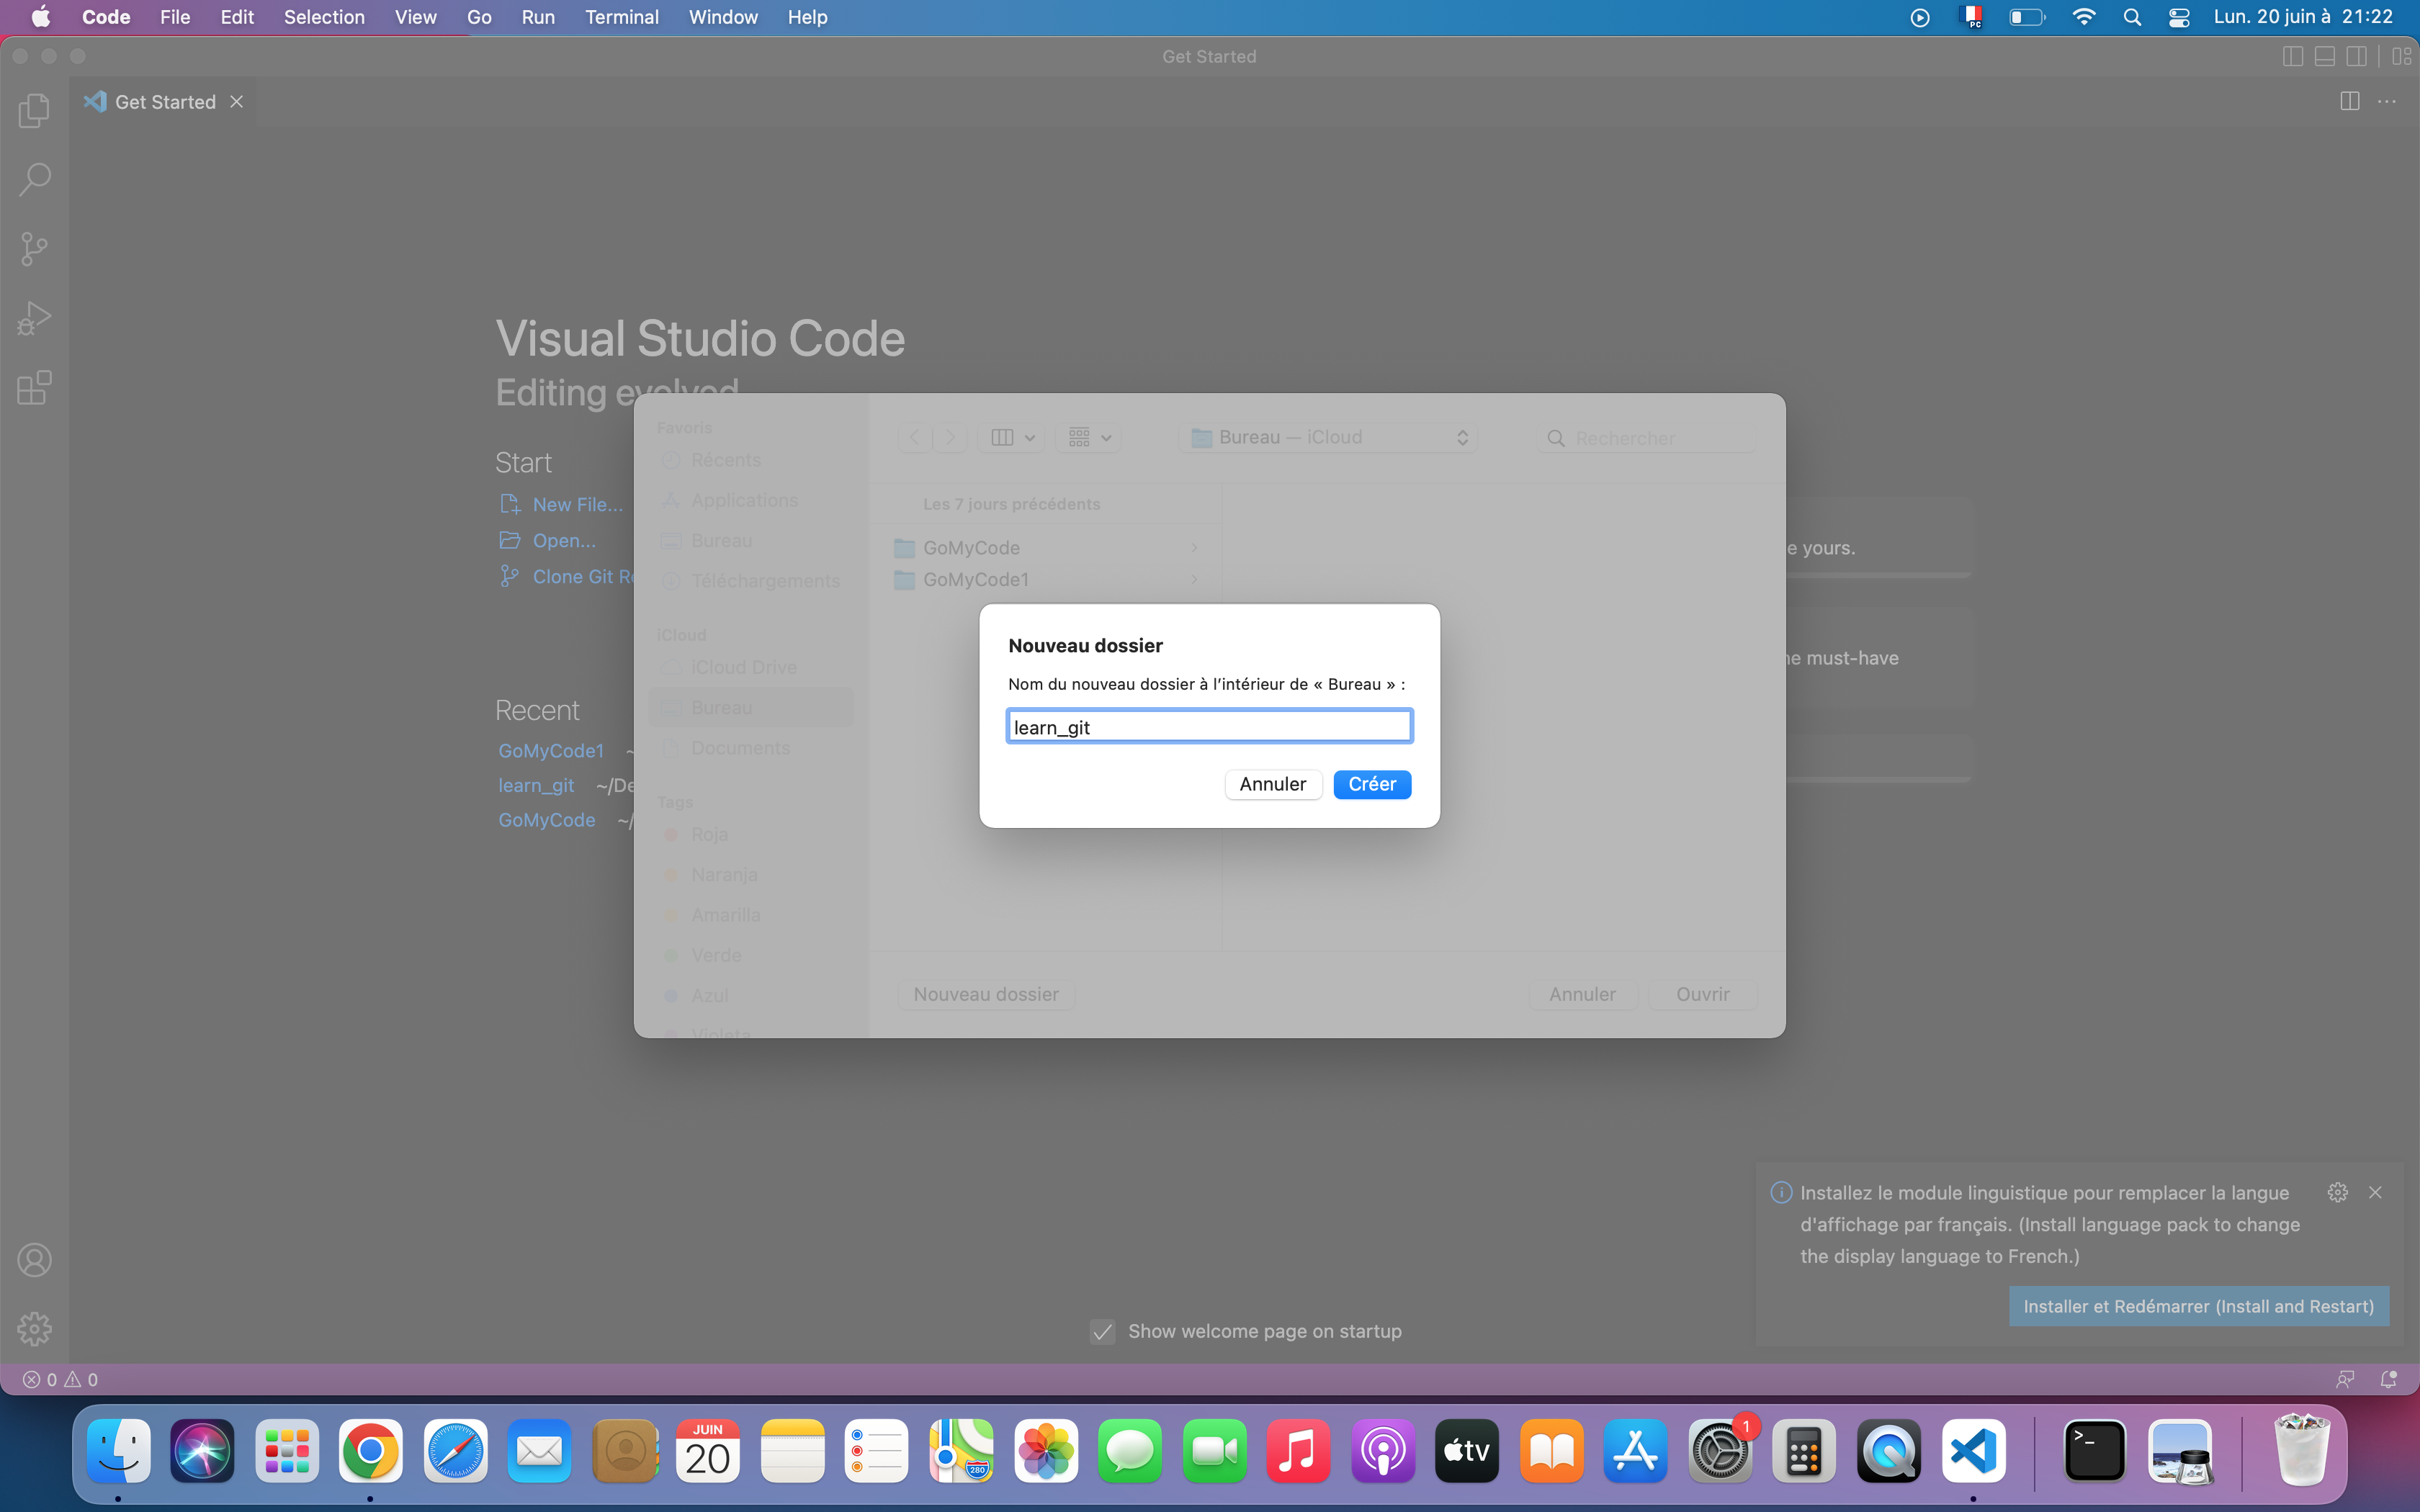 Code File Edit Selection View Go Run Terminal Window Help
PC
Lun. 20 juin à 21:22
Get Started
Get Started
Visual Studio Code
Editing evolved
Start
New File...
Open...
Clone Git Re
Recent
GoMyCode1 ~
learn_git ~/De
GoMyCode ~/
Favoris
Récents
Applications
Bureau
Téléchargements
iCloud
iCloud Drive
Bureau
Documents
Tags
Roja
Naranja
Amarilla
Verde
Azul
Violeta
Bureau — iCloud
Rechercher
Les 7 jours précédents
GoMyCode
GoMyCode1
Nouveau dossier
Nom du nouveau dossier à l'intérieur de « Bureau » :
learn_git
Annuler Créer
Nouveau dossier
Annuler Ouvrir
e yours.
ne must-have
Installez le module linguistique pour remplacer la langue
d'affichage par français. (Install language pack to change
the display language to French.)
Installer et Redémarrer (Install and Restart)
Show welcome page on startup
0 0
JUIN
20
280
tv
1
>_